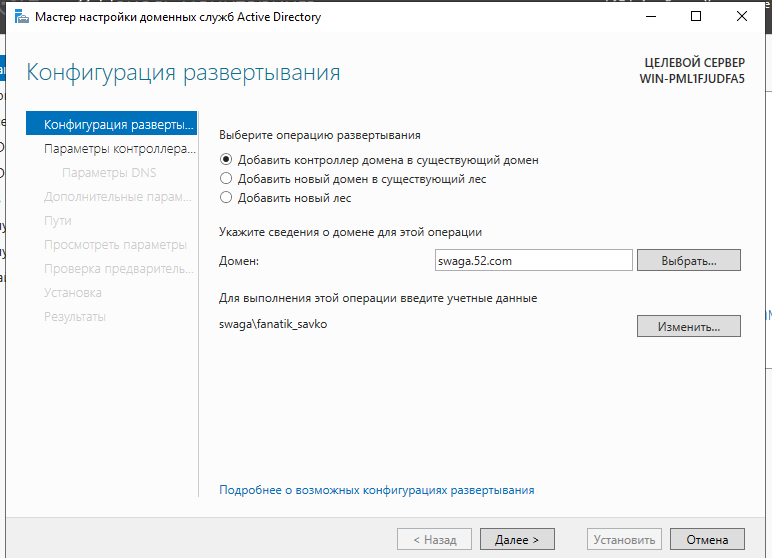 Мастер настройки доменных служб Active Directory
Конфигурация развертывания
ЦЕЛЕВОЙ СЕРВЕР
WIN-PML1FJUDFA5
Конфигурация разверты...
Параметры контроллера...
Параметры DNS
Дополнительные парам...
Пути
Просмотреть параметры
Проверка предваритель...
Установка
Результаты
Выберите операцию развертывания
Добавить контроллер домена в существующий домен
Добавить новый домен в существующий лес
Добавить новый лес
Укажите сведения о домене для этой операции
Домен: swaga.52.com Выбрать...
Для выполнения этой операции введите учетные данные
swaga\fanatik_savko Изменить...
Подробнее о возможных конфигурациях развертывания
< Назад Далее > Установить Отмена